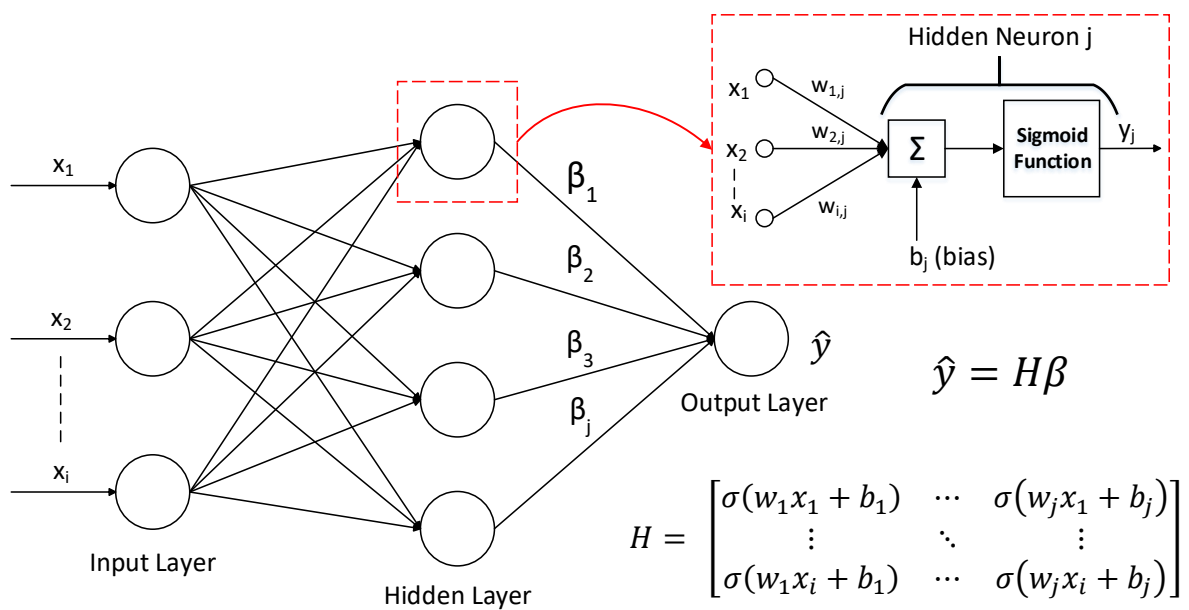 x₁
x₂
xᵢ
Input Layer
Hidden Layer
β₁
β₂
β₃
βⱼ
ŷ
Output Layer
Hidden Neuron j
x₁
x₂
xᵢ
w₁,ⱼ
w₂,ⱼ
wᵢ,ⱼ
Σ
Sigmoid
Function
yⱼ
bⱼ (bias)
ŷ = Hβ
H = [σ(w₁x₁ + b₁) ⋯ σ(wⱼx₁ + bⱼ)
⋮ ⋱ ⋮
σ(w₁xᵢ + b₁) ⋯ σ(wⱼxᵢ + bⱼ)]